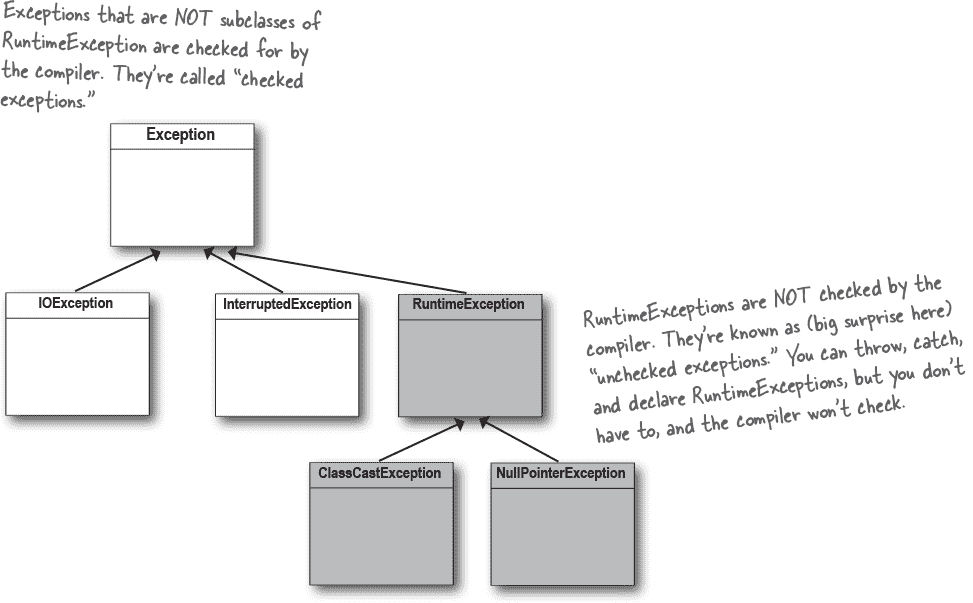 Exceptions that are NOT subclasses of
RuntimeException are checked for by
the compiler. They're called “checked
exceptions.”
Exception
IOException
InterruptedException
RuntimeException
RuntimeExceptions are NOT checked by the
compiler. They're known as (big surprise here)
“unchecked exceptions.” You can throw, catch,
and declare RuntimeExceptions, but you don't
have to, and the compiler won't check.
ClassCastException
NullPointerException